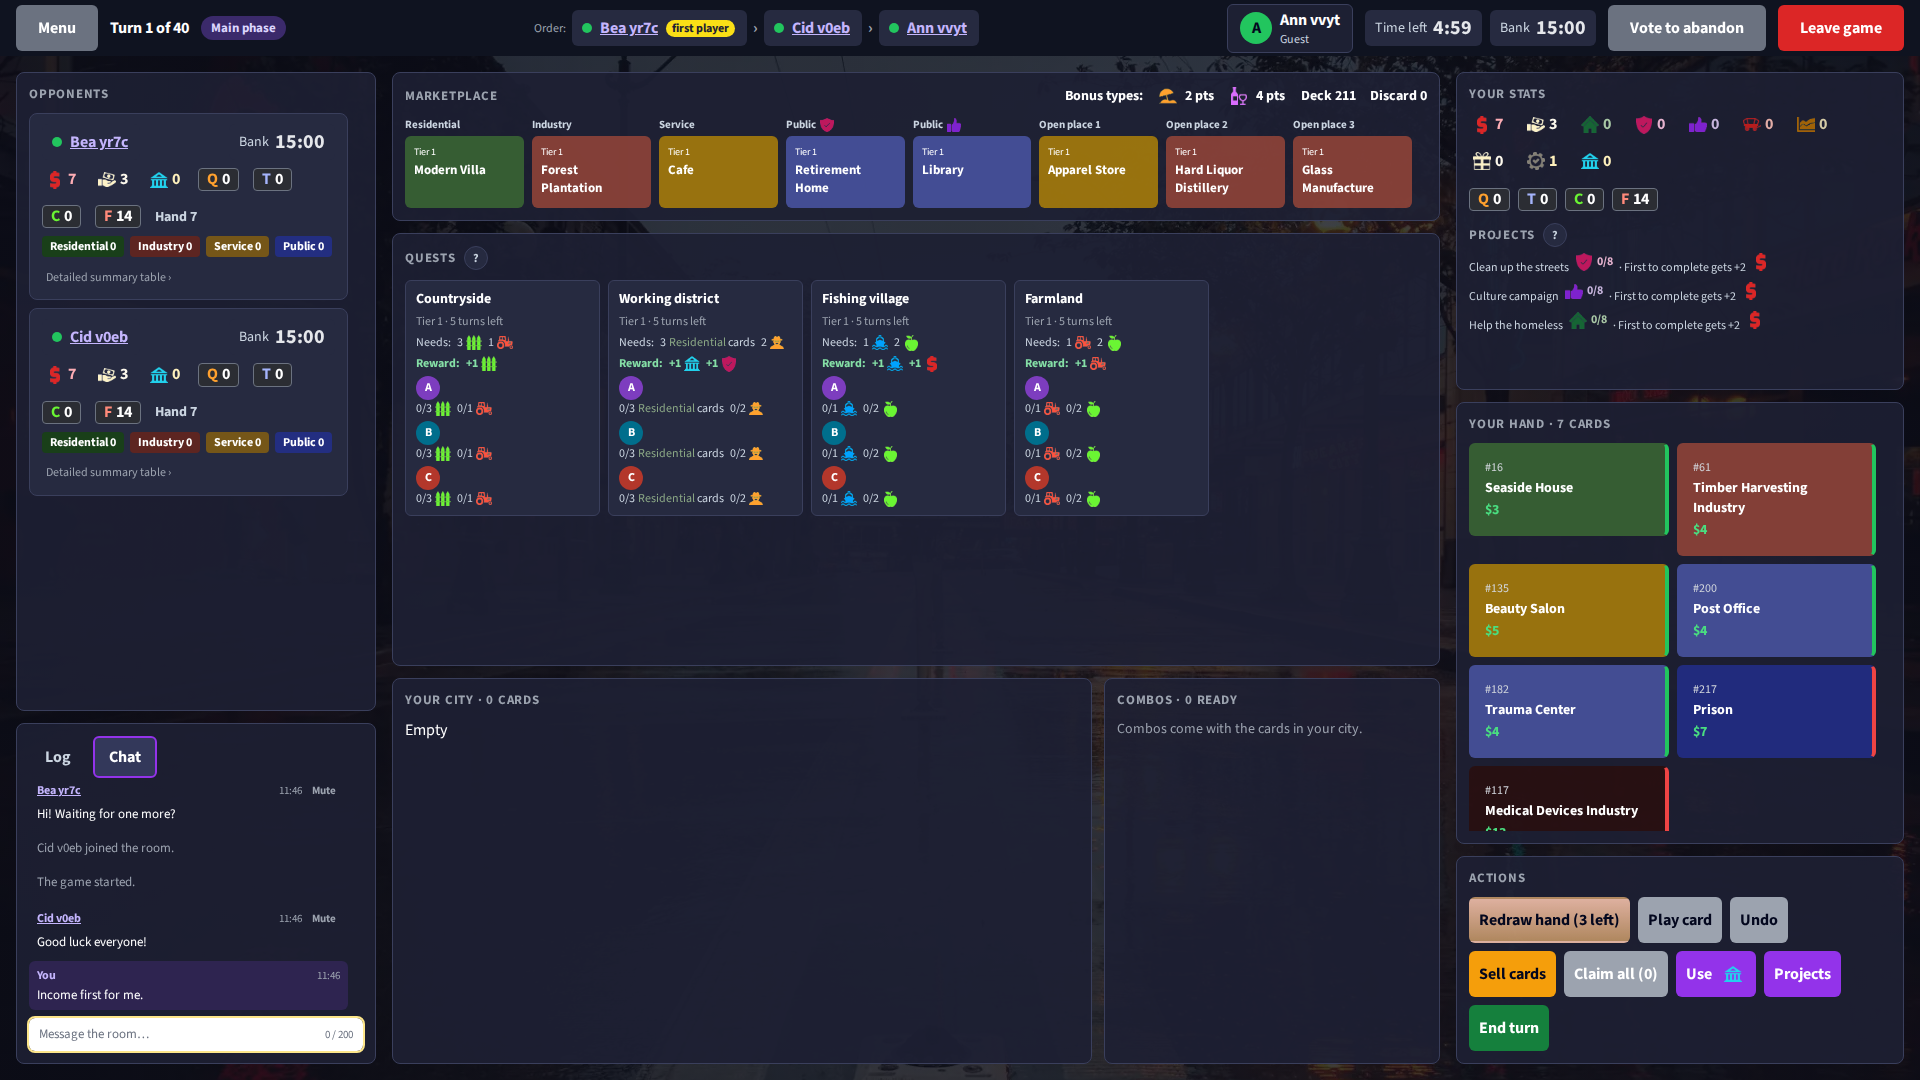 Menu
Turn 1 of 40
Main phase
Order:
Bea yr7c first player
›
Cid v0eb
›
Ann vvyt
A
Ann vvyt
Guest
Time left 4:59
Bank 15:00
Vote to abandon
Leave game
OPPONENTS
Bea yr7c
Bank 15:00
7 3 0 Q 0 T 0
C 0 F 14 Hand 7
Residential 0 Industry 0 Service 0 Public 0
Detailed summary table ›
Cid v0eb
Bank 15:00
7 3 0 Q 0 T 0
C 0 F 14 Hand 7
Residential 0 Industry 0 Service 0 Public 0
Detailed summary table ›
Log
Chat
Bea yr7c 11:46 Mute
Hi! Waiting for one more?
Cid v0eb joined the room.
The game started.
Cid v0eb 11:46 Mute
Good luck everyone!
You 11:46
Income first for me.
Message the room… 0 / 200
MARKETPLACE
Bonus types: 2 pts 4 pts Deck 211 Discard 0
Residential
Tier 1
Modern Villa
Industry
Tier 1
Forest
Plantation
Service
Tier 1
Cafe
Public
Tier 1
Retirement
Home
Public
Tier 1
Library
Open place 1
Tier 1
Apparel Store
Open place 2
Tier 1
Hard Liquor
Distillery
Open place 3
Tier 1
Glass
Manufacture
QUESTS ?
Countryside
Tier 1 · 5 turns left
Needs: 3 1
Reward: +1
A
0/3 0/1
B
0/3 0/1
C
0/3 0/1
Working district
Tier 1 · 5 turns left
Needs: 3 Residential cards 2
Reward: +1 +1
A
0/3 Residential cards 0/2
B
0/3 Residential cards 0/2
C
0/3 Residential cards 0/2
Fishing village
Tier 1 · 5 turns left
Needs: 1 2
Reward: +1 +1
A
0/1 0/2
B
0/1 0/2
C
0/1 0/2
Farmland
Tier 1 · 5 turns left
Needs: 1 2
Reward: +1
A
0/1 0/2
B
0/1 0/2
C
0/1 0/2
YOUR CITY · 0 CARDS
Empty
COMBOS · 0 READY
Combos come with the cards in your city.
YOUR STATS
7 3 0 0 0 0 0
0 1 0
Q 0 T 0 C 0 F 14
PROJECTS ?
Clean up the streets 0/8 · First to complete gets +2
Culture campaign 0/8 · First to complete gets +2
Help the homeless 0/8 · First to complete gets +2
YOUR HAND · 7 CARDS
#16
Seaside House
$3
#61
Timber Harvesting
Industry
$4
#135
Beauty Salon
$5
#200
Post Office
$4
#182
Trauma Center
$4
#217
Prison
$7
#117
Medical Devices Industry
ACTIONS
Redraw hand (3 left)
Play card
Undo
Sell cards
Claim all (0)
Use
Projects
End turn